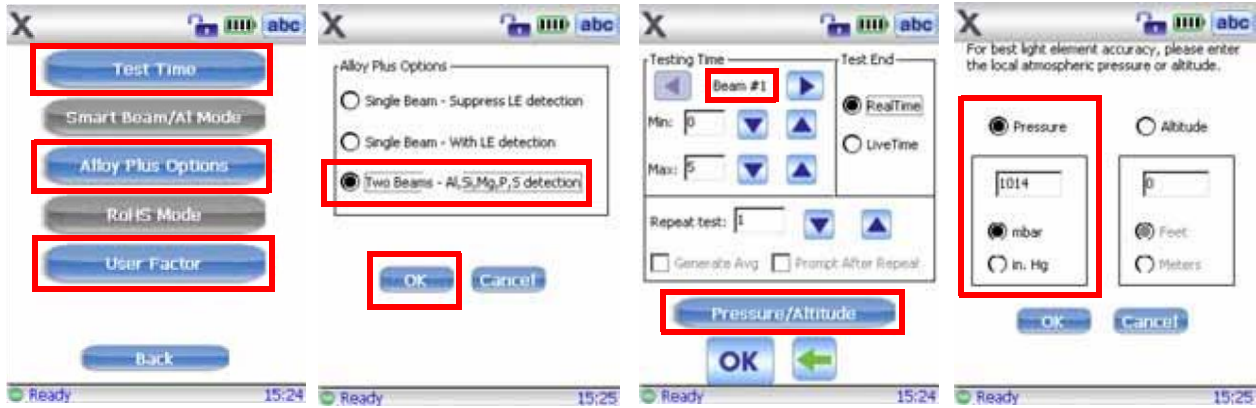 X abc
Test Time
Smart Beam/Al Mode
Alloy Plus Options
RoHS Mode
User Factor
Back
Ready 15:24
X abc
Alloy Plus Options
Single Beam - Suppress LE detection
Single Beam - With LE detection
Two Beams - Al,Si,Mg,P,S detection
OK Cancel
Ready 15:25
X abc
Testing Time
Beam #1
Min: 0
Max: 5
Test End
RealTime
LiveTime
Repeat test: 1
Generate Avg Prompt After Repeat
Pressure/Altitude
OK
Ready 15:24
X abc
For best light element accuracy, please enter
the local atmospheric pressure or altitude.
Pressure
1014
mbar
in. Hg
Altitude
0
Feet
Meters
OK Cancel
Ready 15:25